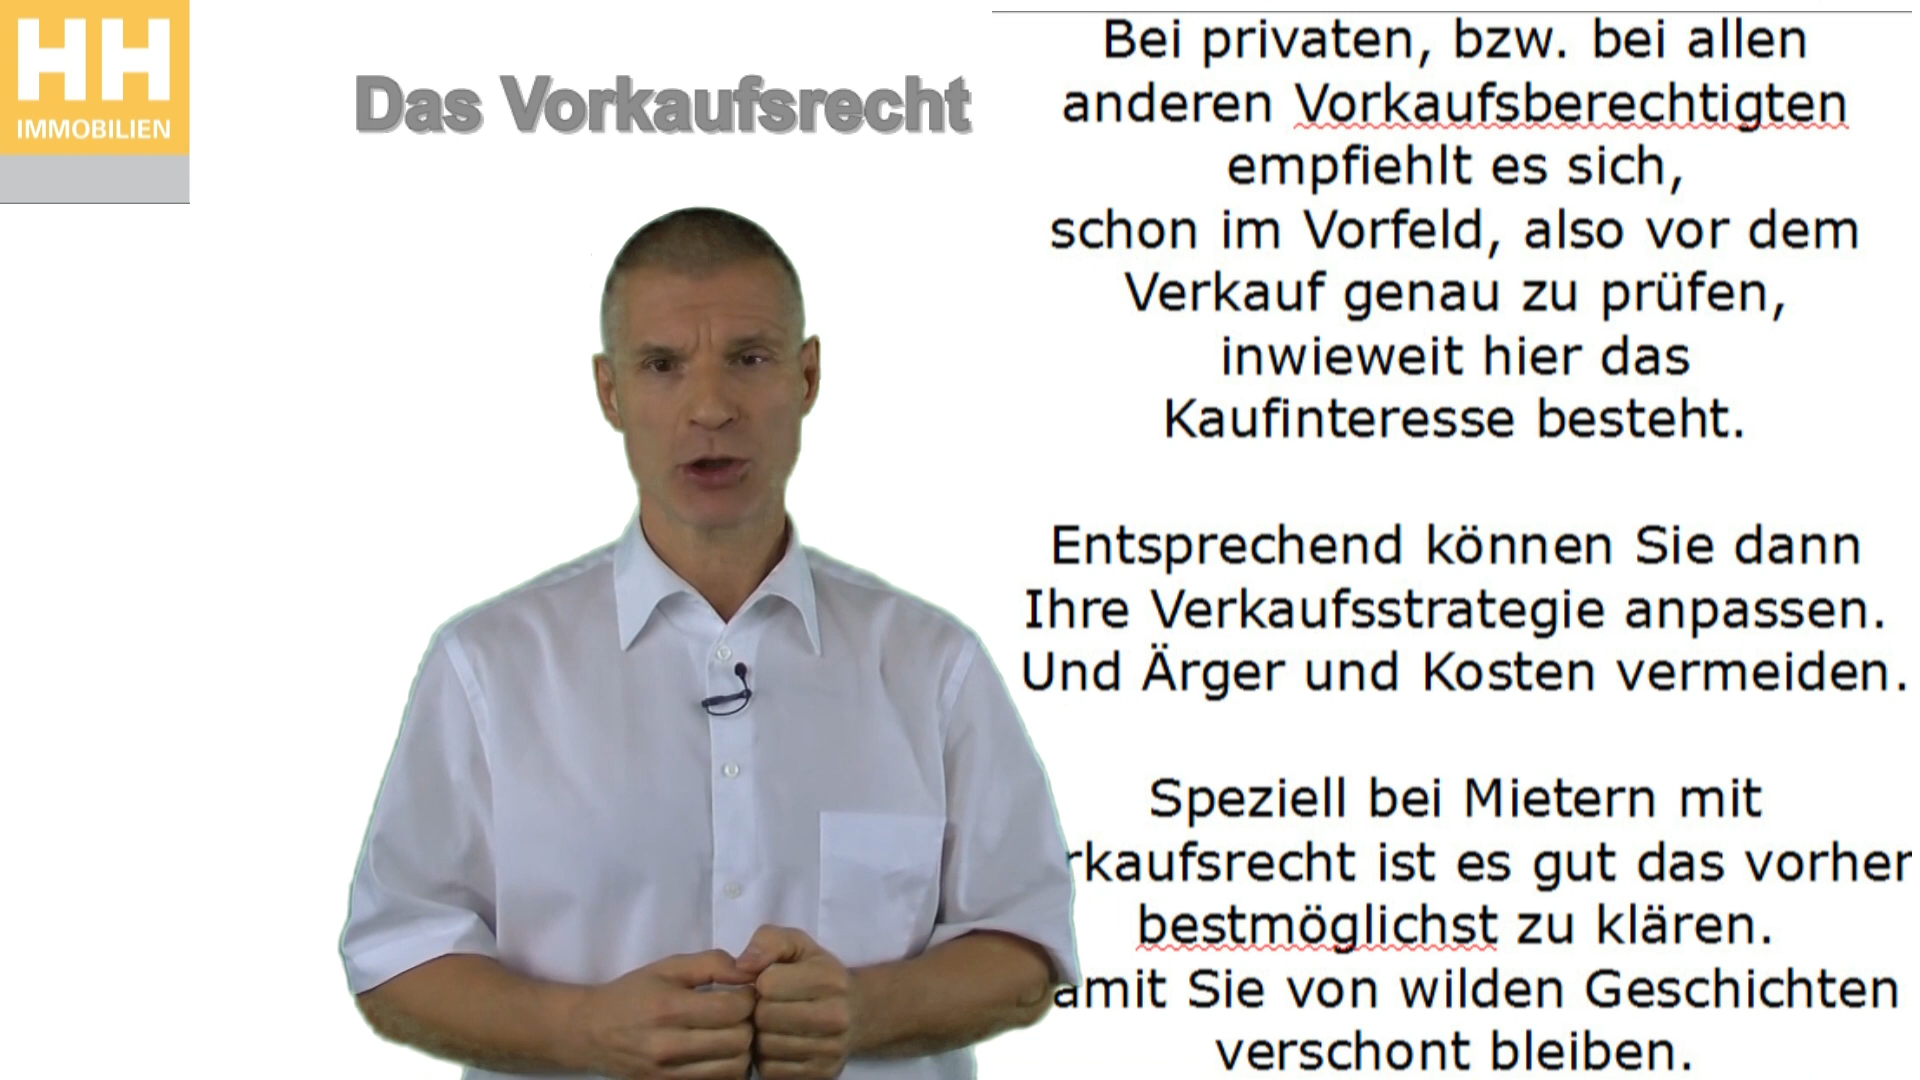 HH
IMMOBILIEN
Das Vorkaufsrecht
Bei privaten, bzw. bei allen
anderen Vorkaufsberechtigten
empfiehlt es sich,
schon im Vorfeld, also vor dem
Verkauf genau zu prüfen,
inwieweit hier das
Kaufinteresse besteht.
Entsprechend können Sie dann
Ihre Verkaufsstrategie anpassen.
Und Ärger und Kosten vermeiden.
Speziell bei Mietern mit
rkaufsrecht ist es gut das vorher
bestmöglichst zu klären.
Damit Sie von wilden Geschichten
verschont bleiben.